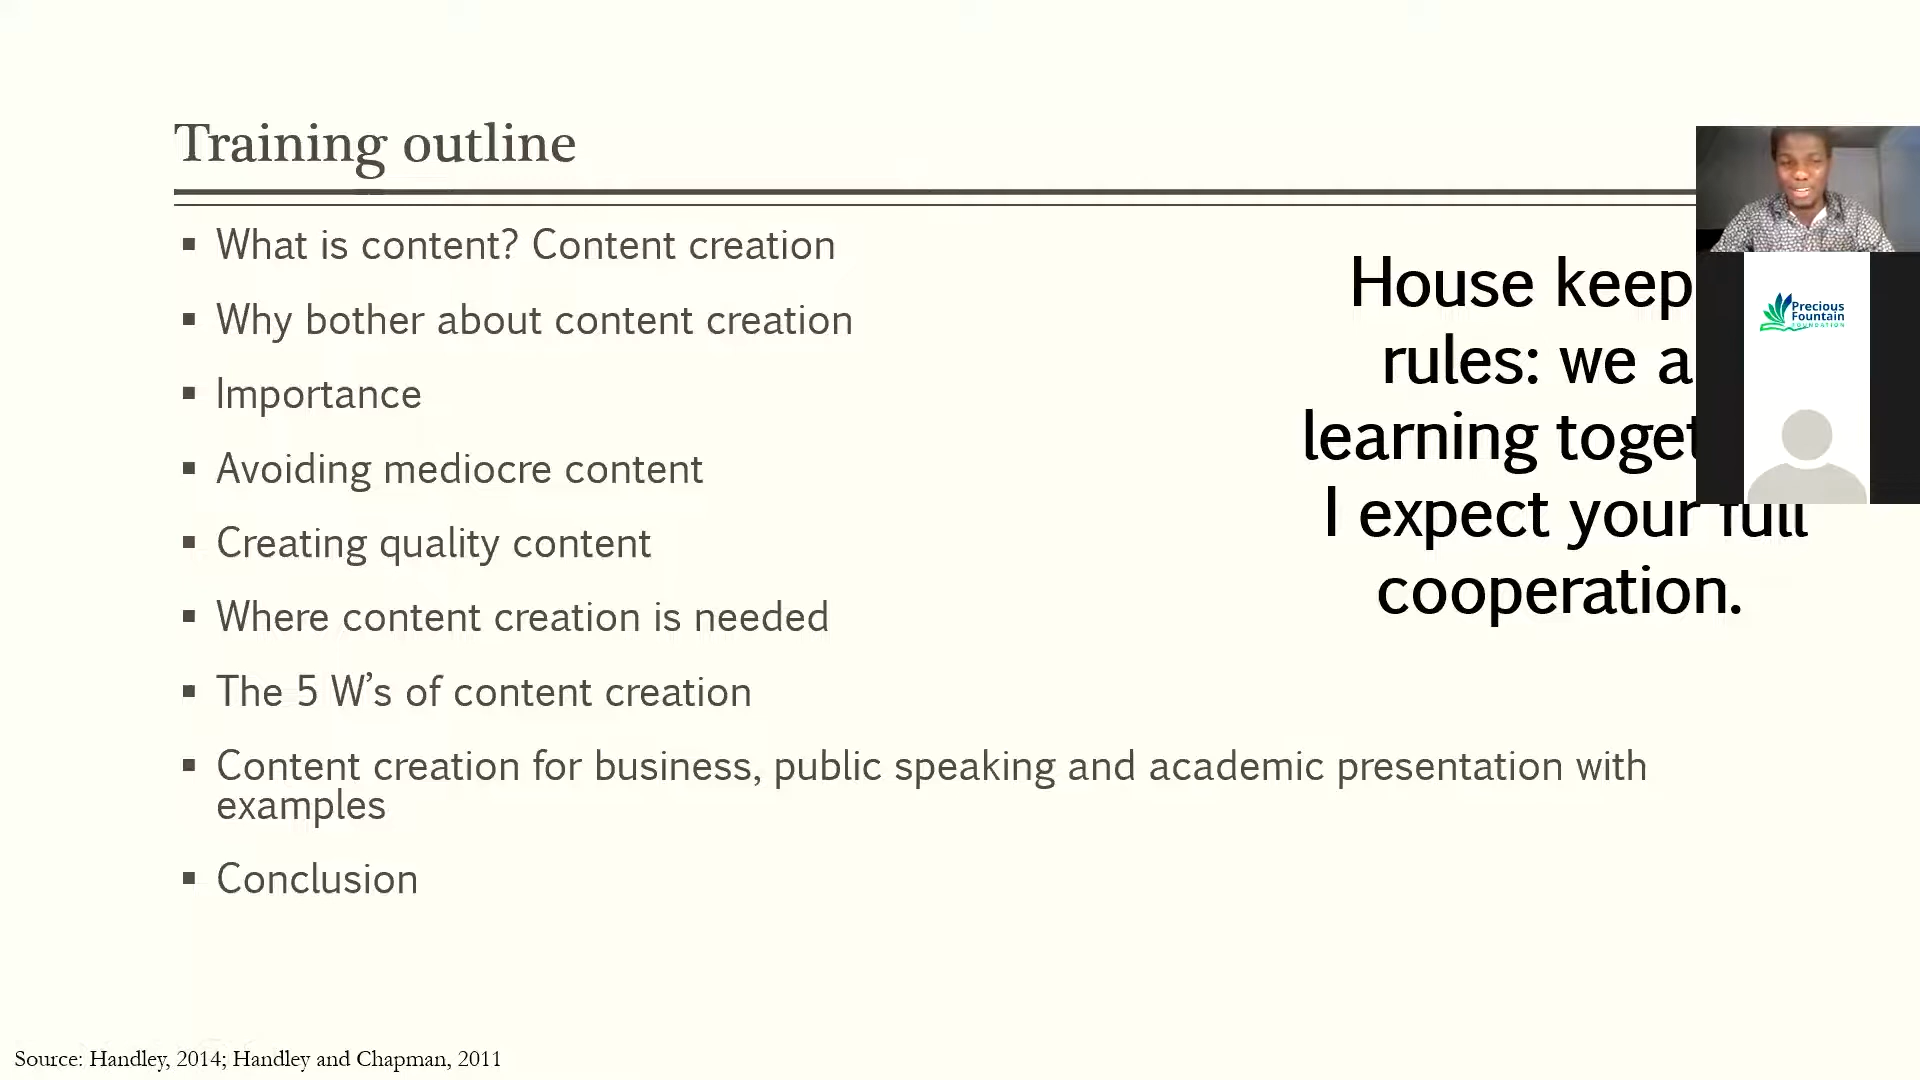 Training outline
▪ What is content? Content creation
▪ Why bother about content creation
▪ Importance
▪ Avoiding mediocre content
▪ Creating quality content
▪ Where content creation is needed
▪ The 5 W’s of content creation
▪ Content creation for business, public speaking and academic presentation with
examples
▪ Conclusion
House keep
rules: we
learning
I expect your full
cooperation.
Precious
Fountain
FOUNDATION
Source: Handley, 2014; Handley and Chapman, 2011